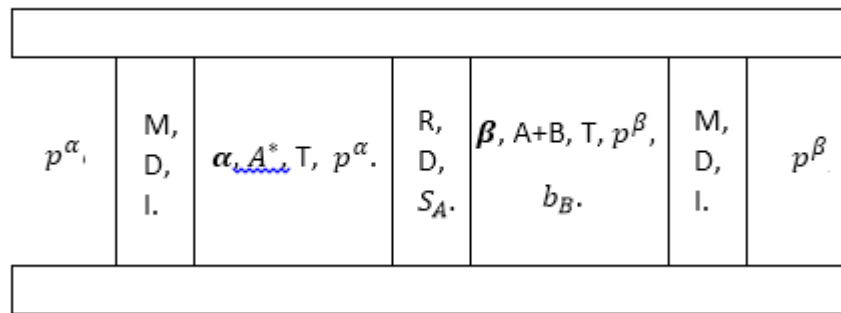 p^α
M,
D,
I.
α, A*, T, p^α.
R,
D,
S_A.
β, A+B, T, p^β,
b_B.
M,
D,
I.
p^β